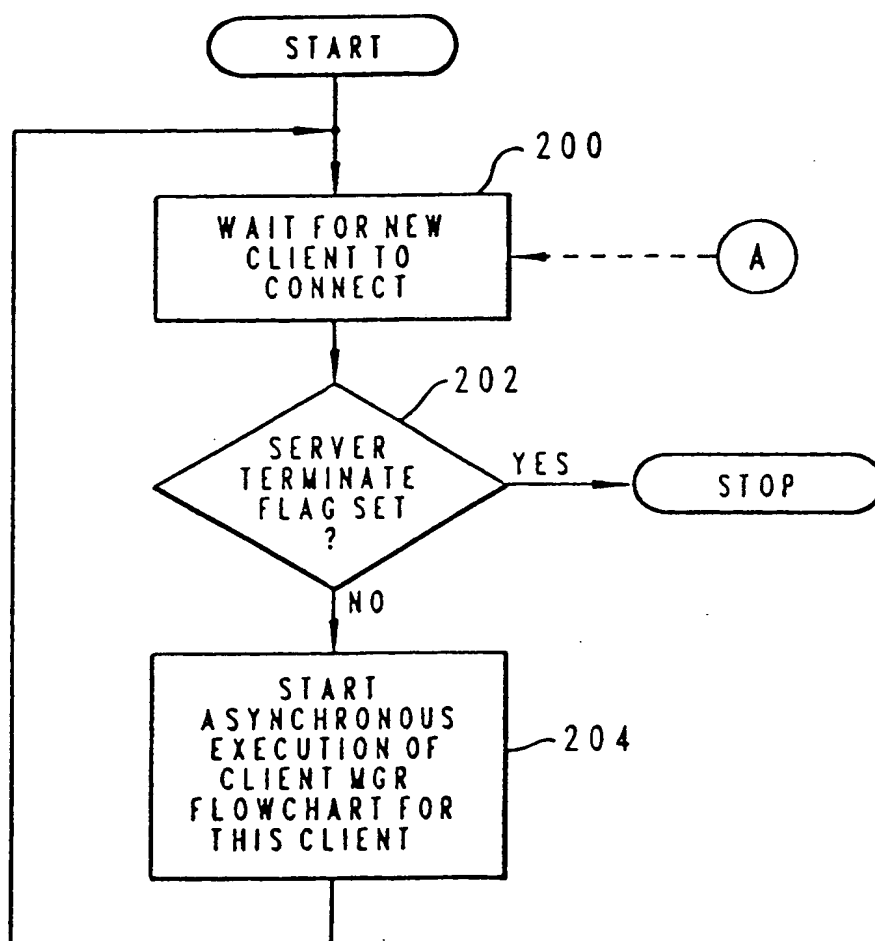 START
200
WAIT FOR NEW
CLIENT TO
CONNECT
A
202
SERVER
TERMINATE
FLAG SET
?
YES
STOP
NO
START
ASYNCHRONOUS
EXECUTION OF
CLIENT MGR
FLOWCHART FOR
THIS CLIENT
204